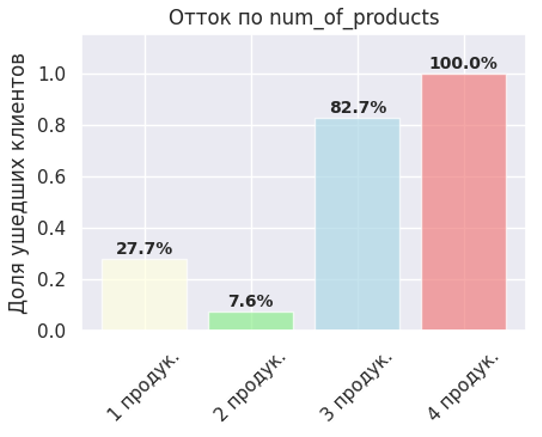 Отток по num_of_products
Доля ушедших клиентов
1.0
0.8
0.6
0.4
0.2
0.0
27.7%
7.6%
82.7%
100.0%
1 продук.
2 продук.
3 продук.
4 продук.